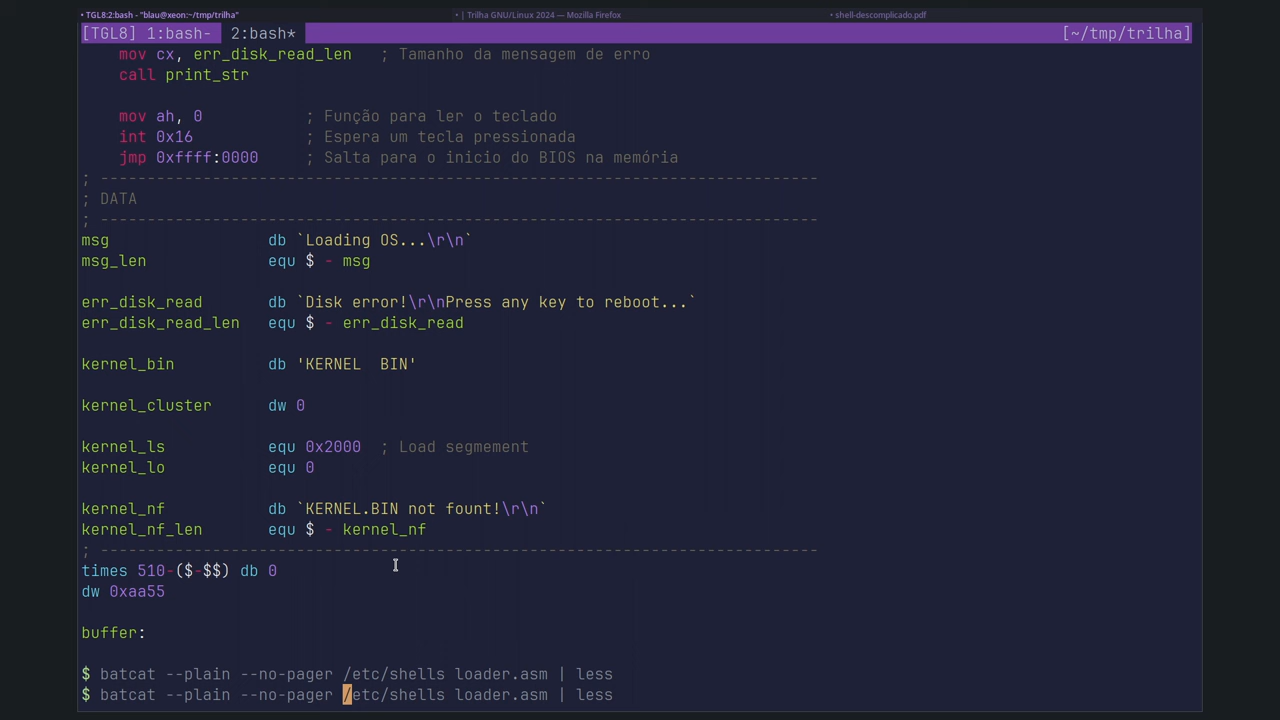 • TGL8:2:bash - "blau@xeon:~/tmp/trilha"
• | Trilha GNU/Linux 2024 — Mozilla Firefox
• shell-descomplicado.pdf
[TGL8] 1:bash- 2:bash* [~/tmp/trilha]
mov cx, err_disk_read_len ; Tamanho da mensagem de erro
call print_str
mov ah, 0 ; Função para ler o teclado
int 0x16 ; Espera um tecla pressionada
jmp 0xffff:0000 ; Salta para o inicio do BIOS na memória
; -----------------------------------------------------------------------------
; DATA
; -----------------------------------------------------------------------------
msg db `Loading OS...\r\n`
msg_len equ $ - msg
err_disk_read db `Disk error!\r\nPress any key to reboot...`
err_disk_read_len equ $ - err_disk_read
kernel_bin db 'KERNEL  BIN'
kernel_cluster dw 0
kernel_ls equ 0x2000 ; Load segmement
kernel_lo equ 0
kernel_nf db `KERNEL.BIN not fount!\r\n`
kernel_nf_len equ $ - kernel_nf
; -----------------------------------------------------------------------------
times 510-($-$$) db 0
dw 0xaa55
buffer:
$ batcat --plain --no-pager /etc/shells loader.asm | less
$ batcat --plain --no-pager /etc/shells loader.asm | less